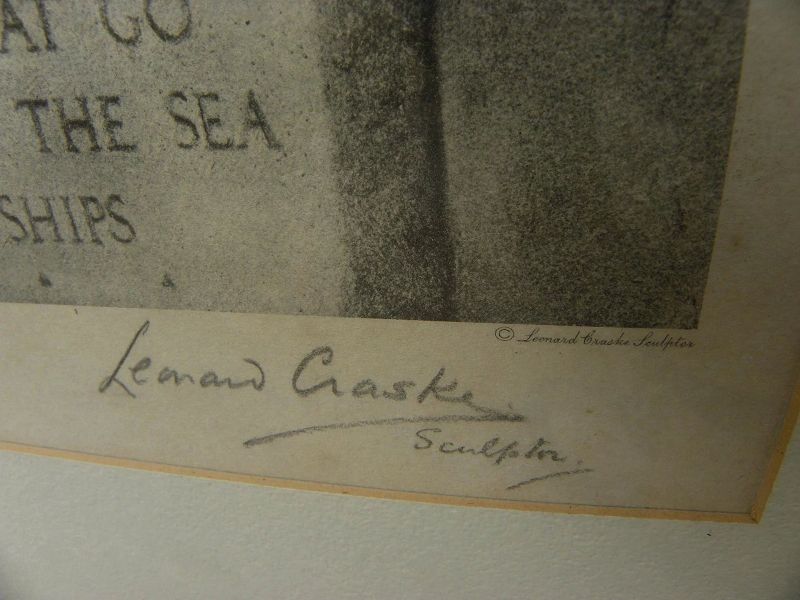 AT GO
THE SEA
SHIPS
© Leonard Craske Sculptor
Leonard Craske
Sculptor.